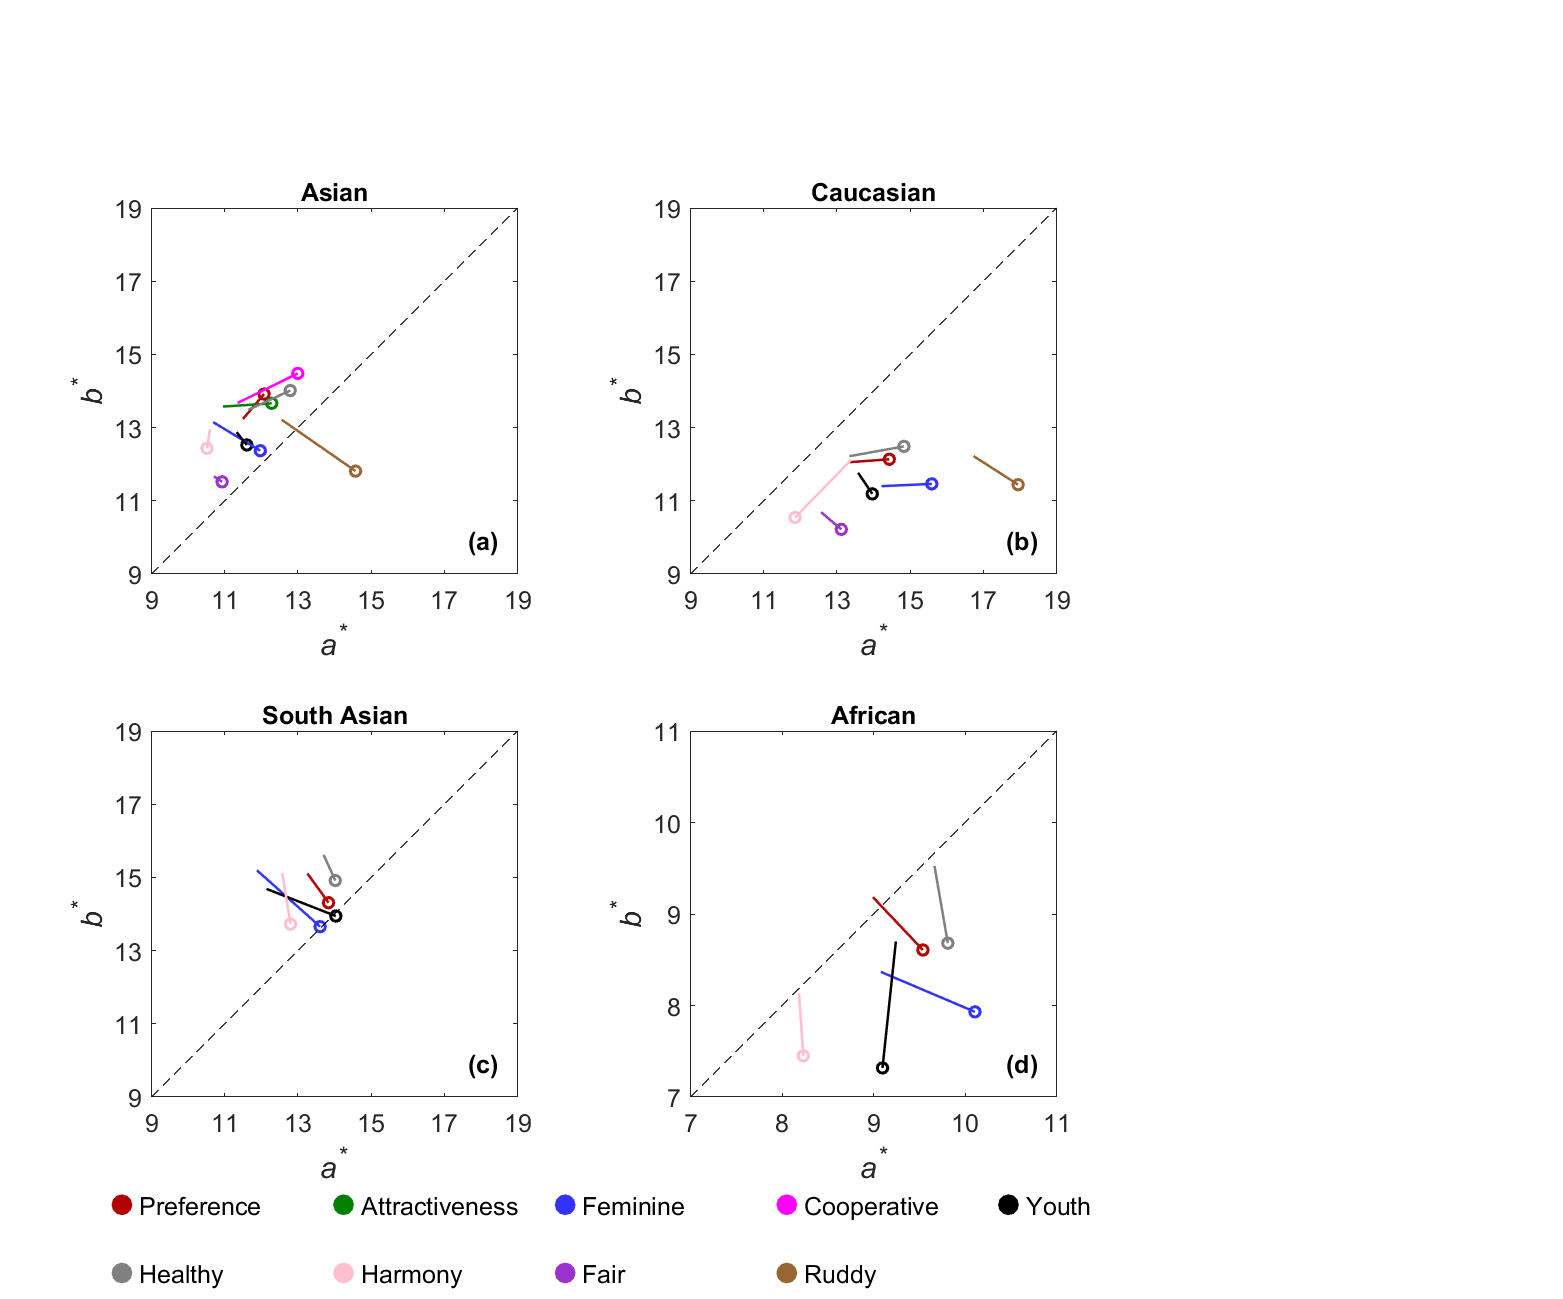 Asian
19
17
15
13
11
9
b*
(a)
9 11 13 15 17 19
a*
Caucasian
19
17
15
13
11
9
b*
(b)
9 11 13 15 17 19
a*
South Asian
19
17
15
13
11
9
b*
(c)
9 11 13 15 17 19
a*
African
11
10
9
8
7
b*
(d)
7 8 9 10 11
a*
Preference Attractiveness Feminine Cooperative Youth
Healthy Harmony Fair Ruddy